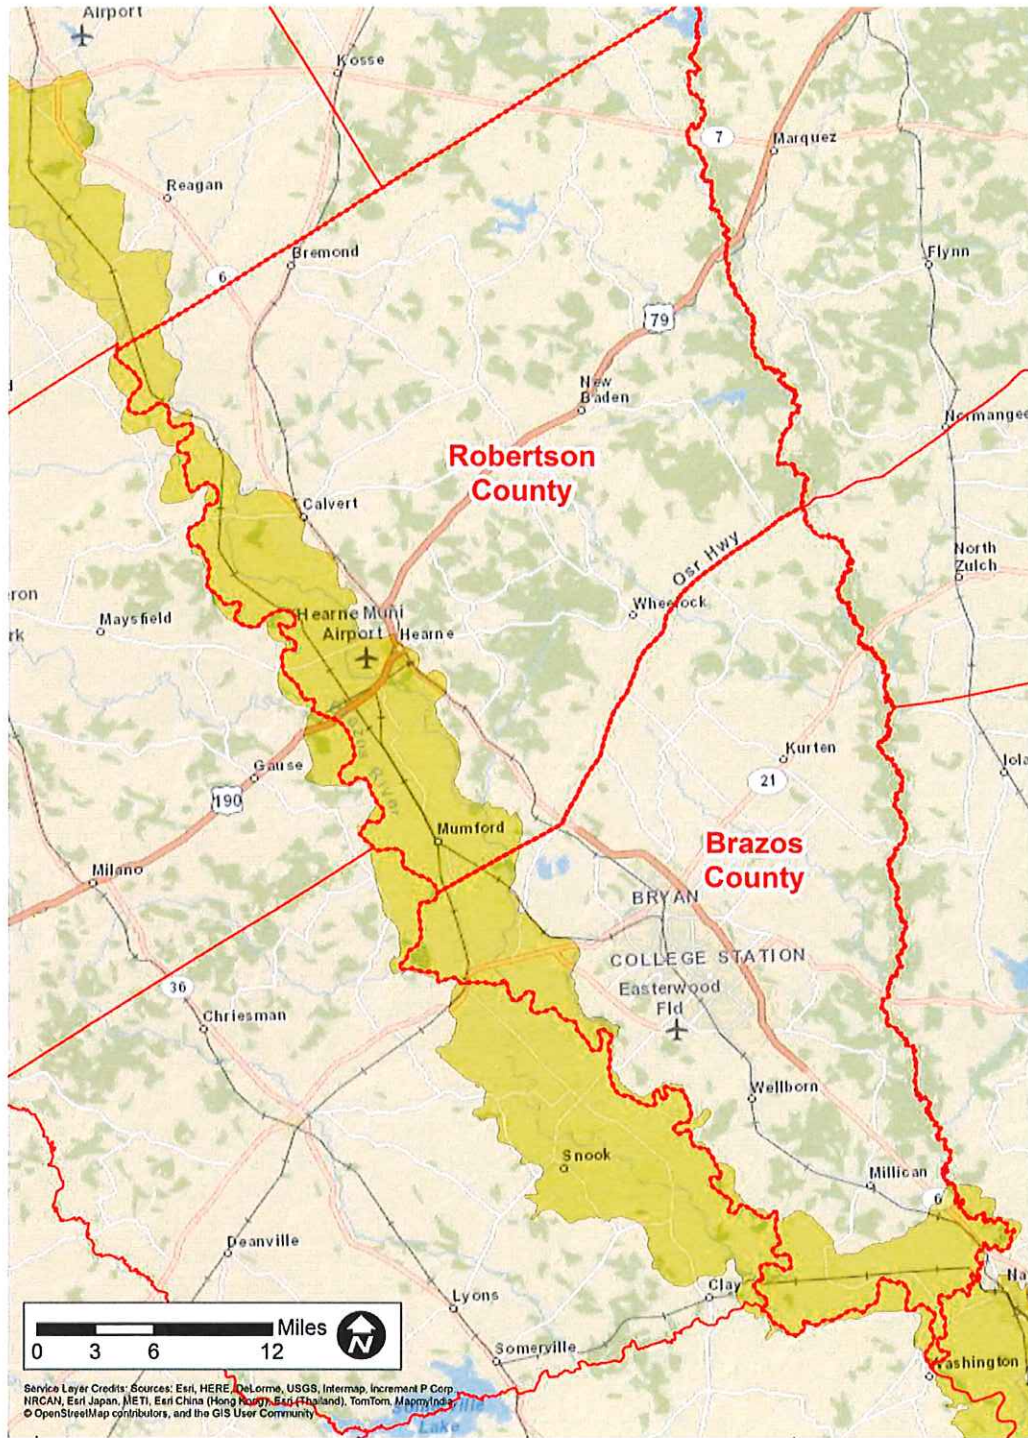 Airport
Kosse
7
Marquez
Reagan
Bremond
Flynn
6
79
New
Baden
Normangee
Robertson
County
Calvert
Osr Hwy
North
Zulch
Maysfield
Hearne Muni
Airport
Hearne
Wheelock
Brazos River
Kurten
21
Gause
190
Mumford
Brazos
County
Milano
BRYAN
COLLEGE STATION
Easterwood
Fld
36
Chriesman
Wellborn
Snook
Millican
6
Deanville
Clay
Lyons
Somerville
Washington
Miles
0 3 6 12
Service Layer Credits: Sources: Esri, HERE, DeLorme, USGS, Intermap, increment P Corp.,
NRCAN, Esri Japan, METI, Esri China (Hong Kong), Esri (Thailand), TomTom, MapmyIndia,
© OpenStreetMap contributors, and the GIS User Community
Lake